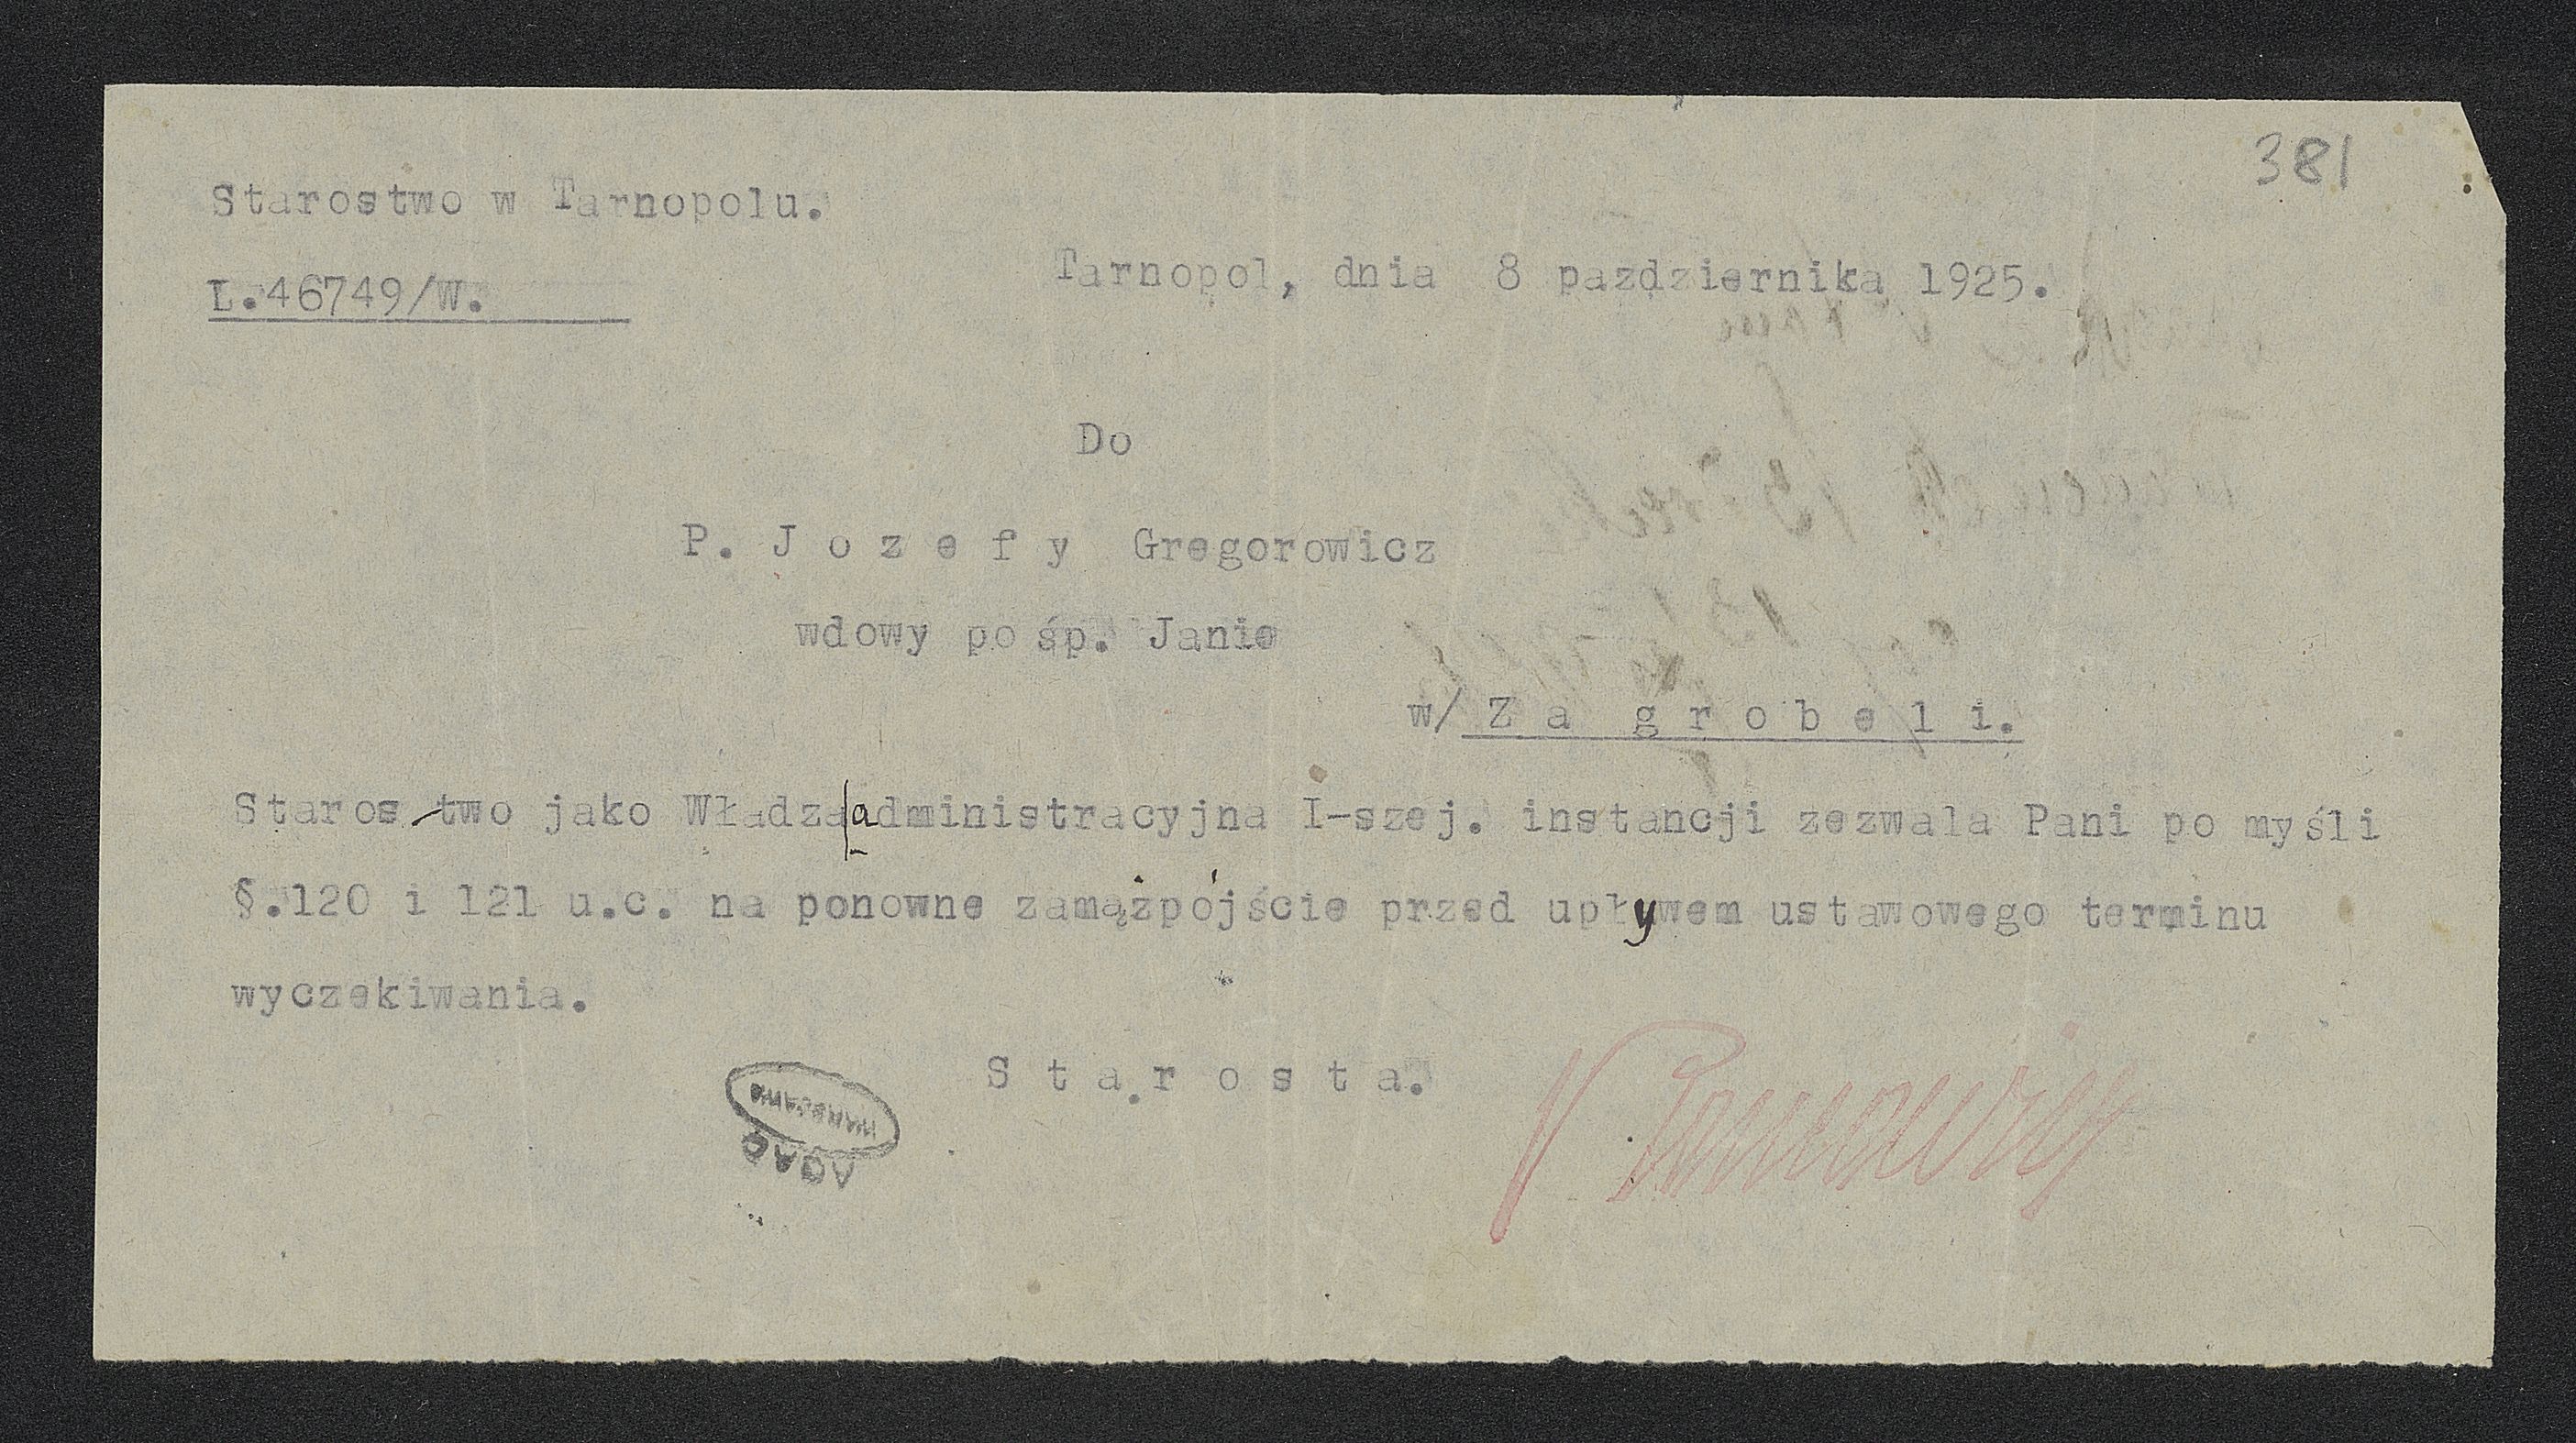 381
Starostwo w Tarnopolu.
L.46749/W.
Tarnopol, dnia 8 pazdziernika 1925.
Do
P. J o z e f y Gregorowicz
wdowy po śp. Janie
w/ Z a g r o b e l i.
Staros two jako Władza administracyjna I-szej. instancji zezwala Pani po myśli
§.120 i 121 u.c. na ponowne zamążpójście przed upływem ustawowego terminu
wyczekiwania.
S t a r o s t a.
AGAD
WARSZAWA